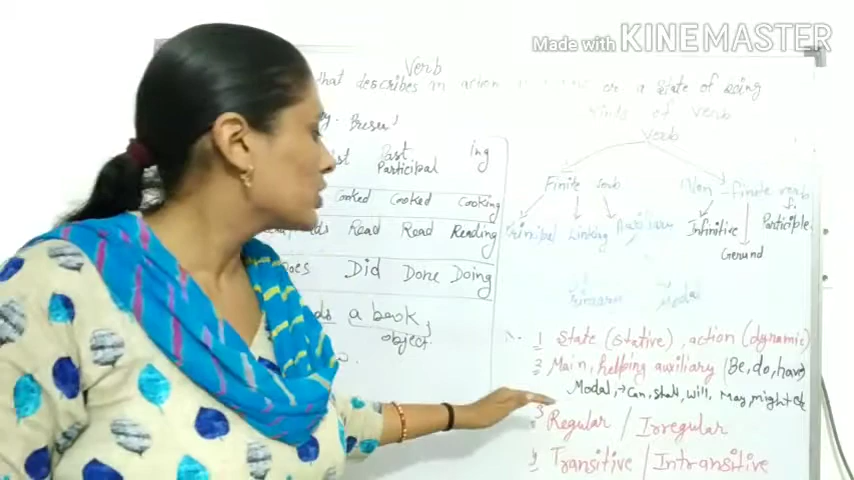 Made with KINEMASTER
Verb
what describes an action or a state of being
Kinds of verb
Verb
Past Past Participal ing
Finite verb Non-finite verb
Cooked Cooked Cooking
Principal Linking Auxiliary Infinitive Participle
Read Read Reading
Gerund
Does Did Done Doing
Primary Modal
a book
object
1 State (stative), action (dynamic)
2 Main, helping auxiliary (Be, do, have)
Modal, → Can, shall, will, May, might etc
3 Regular / Irregular
4 Transitive / Intransitive